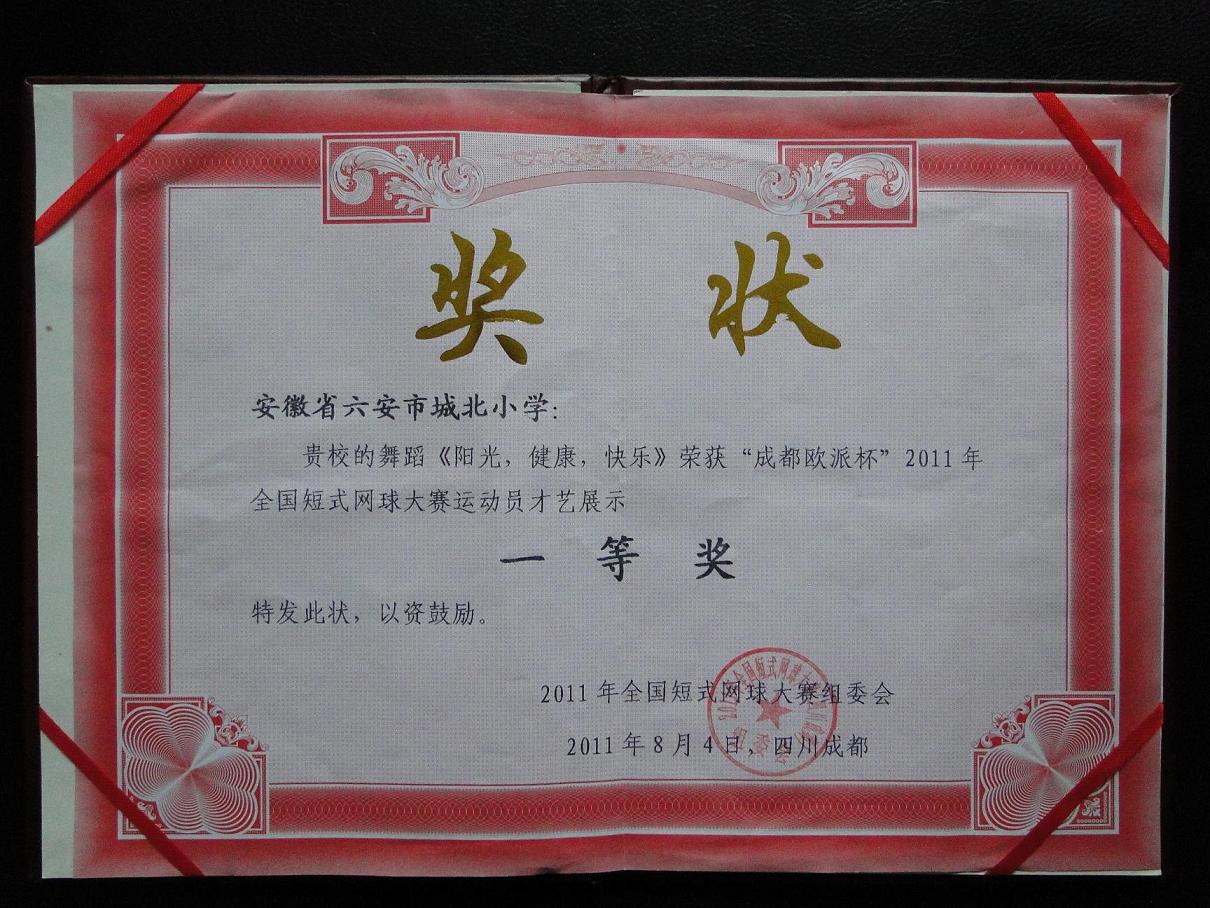 奖状
安徽省六安市城北小学:
贵校的舞蹈《阳光，健康，快乐》荣获“成都欧派杯”2011年
全国短式网球大赛运动员才艺展示
一等奖
特发此状，以资鼓励。
2011年全国短式网球大赛组委会
2011年8月4日，四川成都